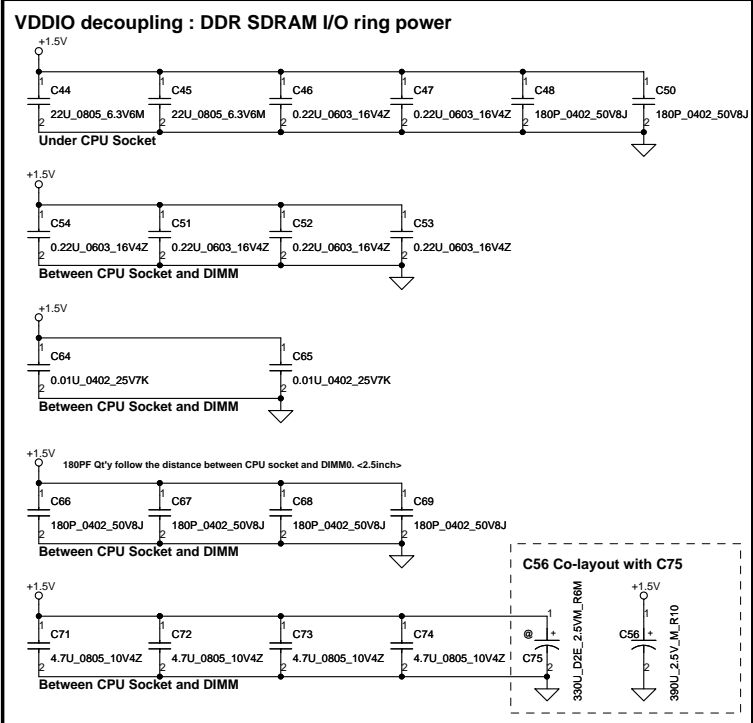 VDDIO decoupling : DDR SDRAM I/O ring power
+1.5V
1 1 1 1 1 1
C44 C45 C46 C47 C48 C50
22U_0805_6.3V6M 22U_0805_6.3V6M 0.22U_0603_16V4Z 0.22U_0603_16V4Z 180P_0402_50V8J 180P_0402_50V8J
2 2 2 2 2 2
Under CPU Socket
+1.5V
1 1 1 1
C54 C51 C52 C53
0.22U_0603_16V4Z 0.22U_0603_16V4Z 0.22U_0603_16V4Z 0.22U_0603_16V4Z
2 2 2 2
Between CPU Socket and DIMM
+1.5V
1 1
C64 C65
0.01U_0402_25V7K 0.01U_0402_25V7K
2 2
Between CPU Socket and DIMM
+1.5V
180PF Qt'y follow the distance between CPU socket and DIMM0. <2.5inch>
1 1 1 1
C66 C67 C68 C69
180P_0402_50V8J 180P_0402_50V8J 180P_0402_50V8J 180P_0402_50V8J
2 2 2 2
Between CPU Socket and DIMM
+1.5V
1 1 1 1
C71 C72 C73 C74
4.7U_0805_10V4Z 4.7U_0805_10V4Z 4.7U_0805_10V4Z 4.7U_0805_10V4Z
2 2 2 2
Between CPU Socket and DIMM
C56 Co-layout with C75
1
@ +
C75
2
330U_D2E_2.5VM_R6M
+1.5V
1
C56 +
2
390U_2.5V_M_R10